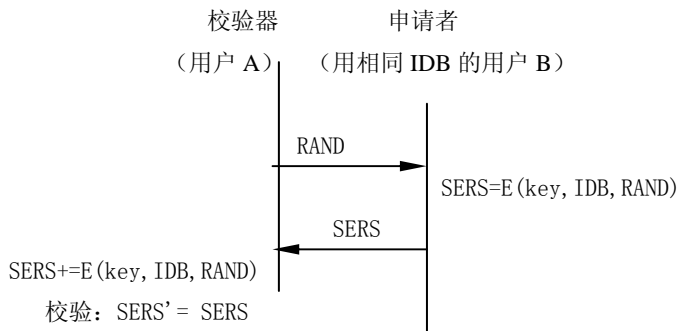 校验器 申请者
（用户 A） （用相同 IDB 的用户 B）
RAND
SERS=E(key,IDB,RAND)
SERS
SERS+=E(key,IDB,RAND)
校验：SERS'= SERS